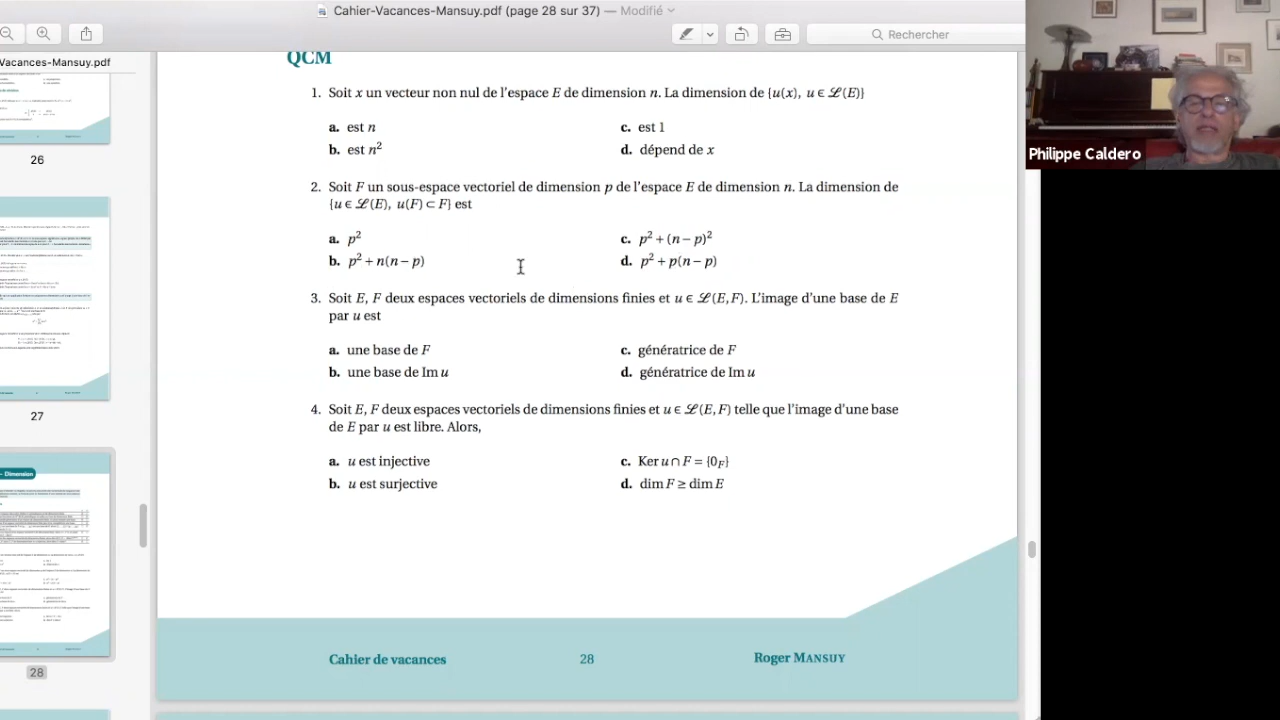 Cahier-Vacances-Mansuy.pdf (page 28 sur 37) — Modifié
Rechercher
Vacances-Mansuy.pdf
26
27
28
QCM
1. Soit x un vecteur non nul de l'espace E de dimension n. La dimension de {u(x), u ∈ ℒ(E)}
a. est n
b. est n²
c. est 1
d. dépend de x
2. Soit F un sous-espace vectoriel de dimension p de l'espace E de dimension n. La dimension de
{u ∈ ℒ(E), u(F) ⊂ F} est
a. p²
b. p² + n(n − p)
c. p² + (n − p)²
d. p² + p(n − p)
3. Soit E, F deux espaces vectoriels de dimensions finies et u ∈ ℒ(E, F). L'image d'une base de E
par u est
a. une base de F
b. une base de Im u
c. génératrice de F
d. génératrice de Im u
4. Soit E, F deux espaces vectoriels de dimensions finies et u ∈ ℒ(E, F) telle que l'image d'une base
de E par u est libre. Alors,
a. u est injective
b. u est surjective
c. Ker u ∩ F = {0_F}
d. dim F ≥ dim E
Cahier de vacances
28
Roger MANSUY
Philippe Caldero
- Dimension